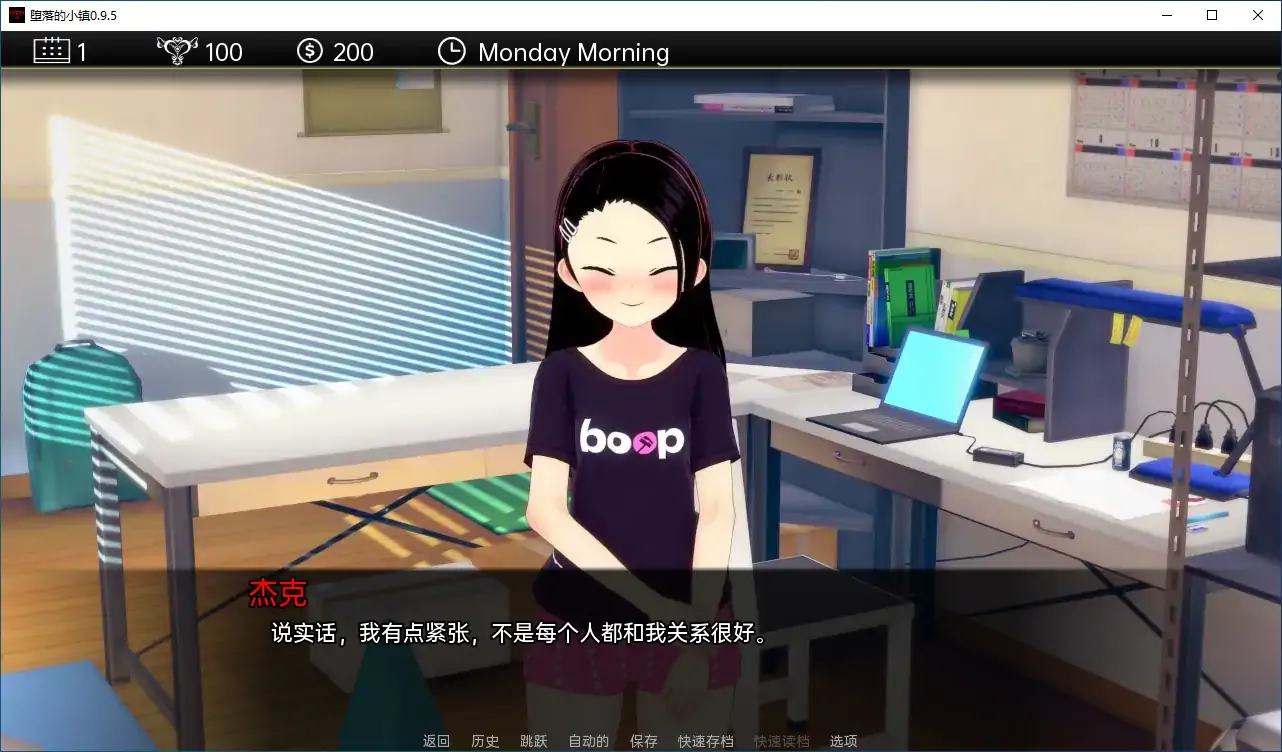 堕落的小镇0.9.5
1
100
200
Monday Morning
表彰状
boop
杰克
说实话，我有点紧张，不是每个人都和我关系很好。
返回 历史 跳跃 自动的 保存 快速存档 快速读档 选项